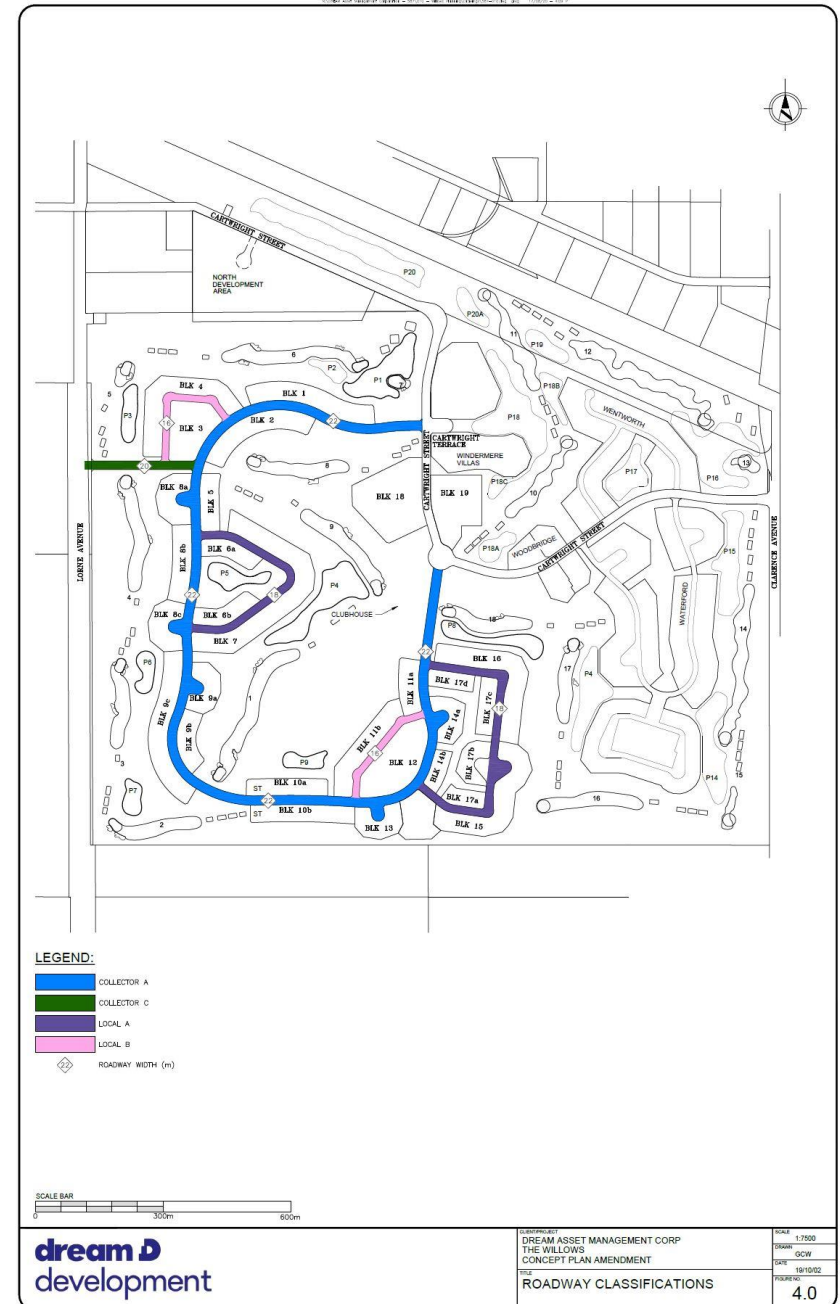 CARTWRIGHT STREET
P20
NORTH
DEVELOPMENT
AREA
P20A
11
P19
12
6
P2
P1
7
5
BLK 4
BLK 1
P18B
P3
16
BLK 3
BLK 2
22
P18
WENTWORTH
CARTWRIGHT STREET
CARTWRIGHT
TERRACE
WINDERMERE
VILLAS
20
8
P17
13
P16
BLK 8a
BLK 5
BLK 18
BLK 19
P18C
10
LORNE AVENUE
BLK 8b
9
BLK 6a
P18A
WOODBRIDGE
CARTWRIGHT STREET
P15
CLARENCE AVENUE
P5
P4
4
22
18
WATERFORD
BLK 8c
BLK 6b
CLUBHOUSE
18
P8
14
BLK 7
22
BLK 16
P6
17
P4
BLK 9a
1
BLK 11a
BLK 17d
BLK 17c
18
BLK 9c
BLK 14a
BLK 9b
BLK 11b
16
3
P9
BLK 12
BLK 14b
BLK 17b
P14
15
P7
BLK 10a
ST
22
BLK 17a
16
2
ST
BLK 10b
BLK 13
BLK 15
LEGEND:
COLLECTOR A
COLLECTOR C
LOCAL A
LOCAL B
22
ROADWAY WIDTH (m)
SCALE BAR
0
300m
600m
dream D
development
CLIENT/PROJECT
DREAM ASSET MANAGEMENT CORP
THE WILLOWS
CONCEPT PLAN AMENDMENT
TITLE
ROADWAY CLASSIFICATIONS
SCALE
1:7500
DRAWN
GCW
DATE
19/10/02
FIGURE NO.
4.0